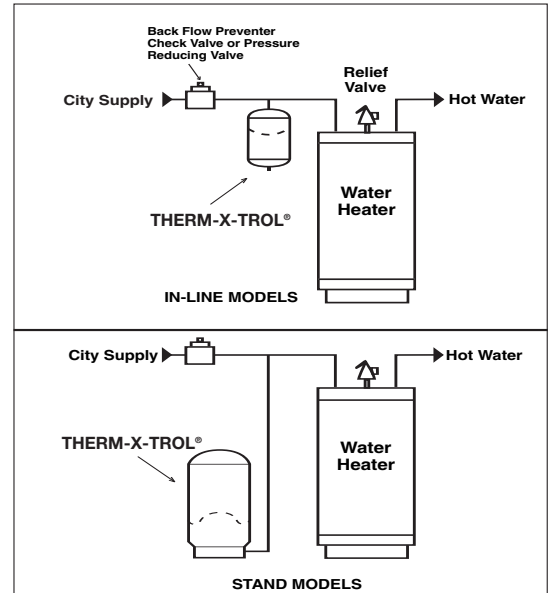 Back Flow Preventer
Check Valve or Pressure
Reducing Valve
City Supply
Relief
Valve
Hot Water
Water
Heater
THERM-X-TROL®
IN-LINE MODELS
City Supply
Hot Water
THERM-X-TROL®
Water
Heater
STAND MODELS